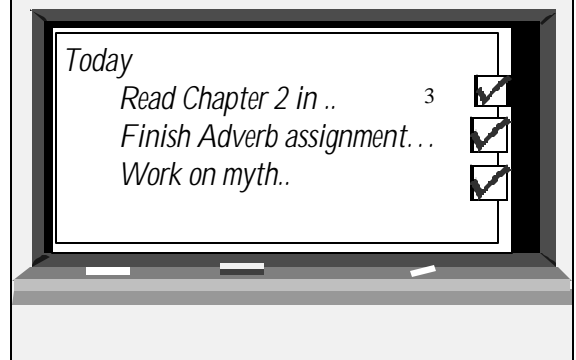 Today
Read Chapter 2 in .. 3
Finish Adverb assignment...
Work on myth..